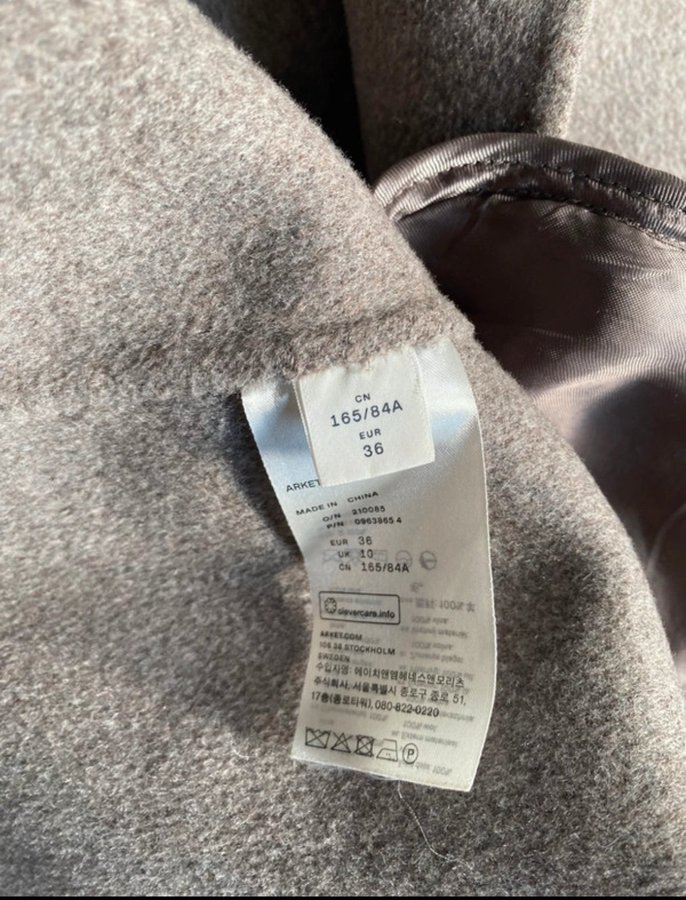 CN
165/84A
EUR
36
ARKET
MADE IN CHINA
O/N 210085
P/N 0963865 4
EUR 36
UK 10
CN 165/84A
clevercare.info
ARKET.COM
106 38 STOCKHOLM
SWEDEN
수입자명: 에이치앤엠헤네스앤모리츠
주식회사, 서울특별시 종로구 종로 51,
17층(종로타워), 080-822-0220
P